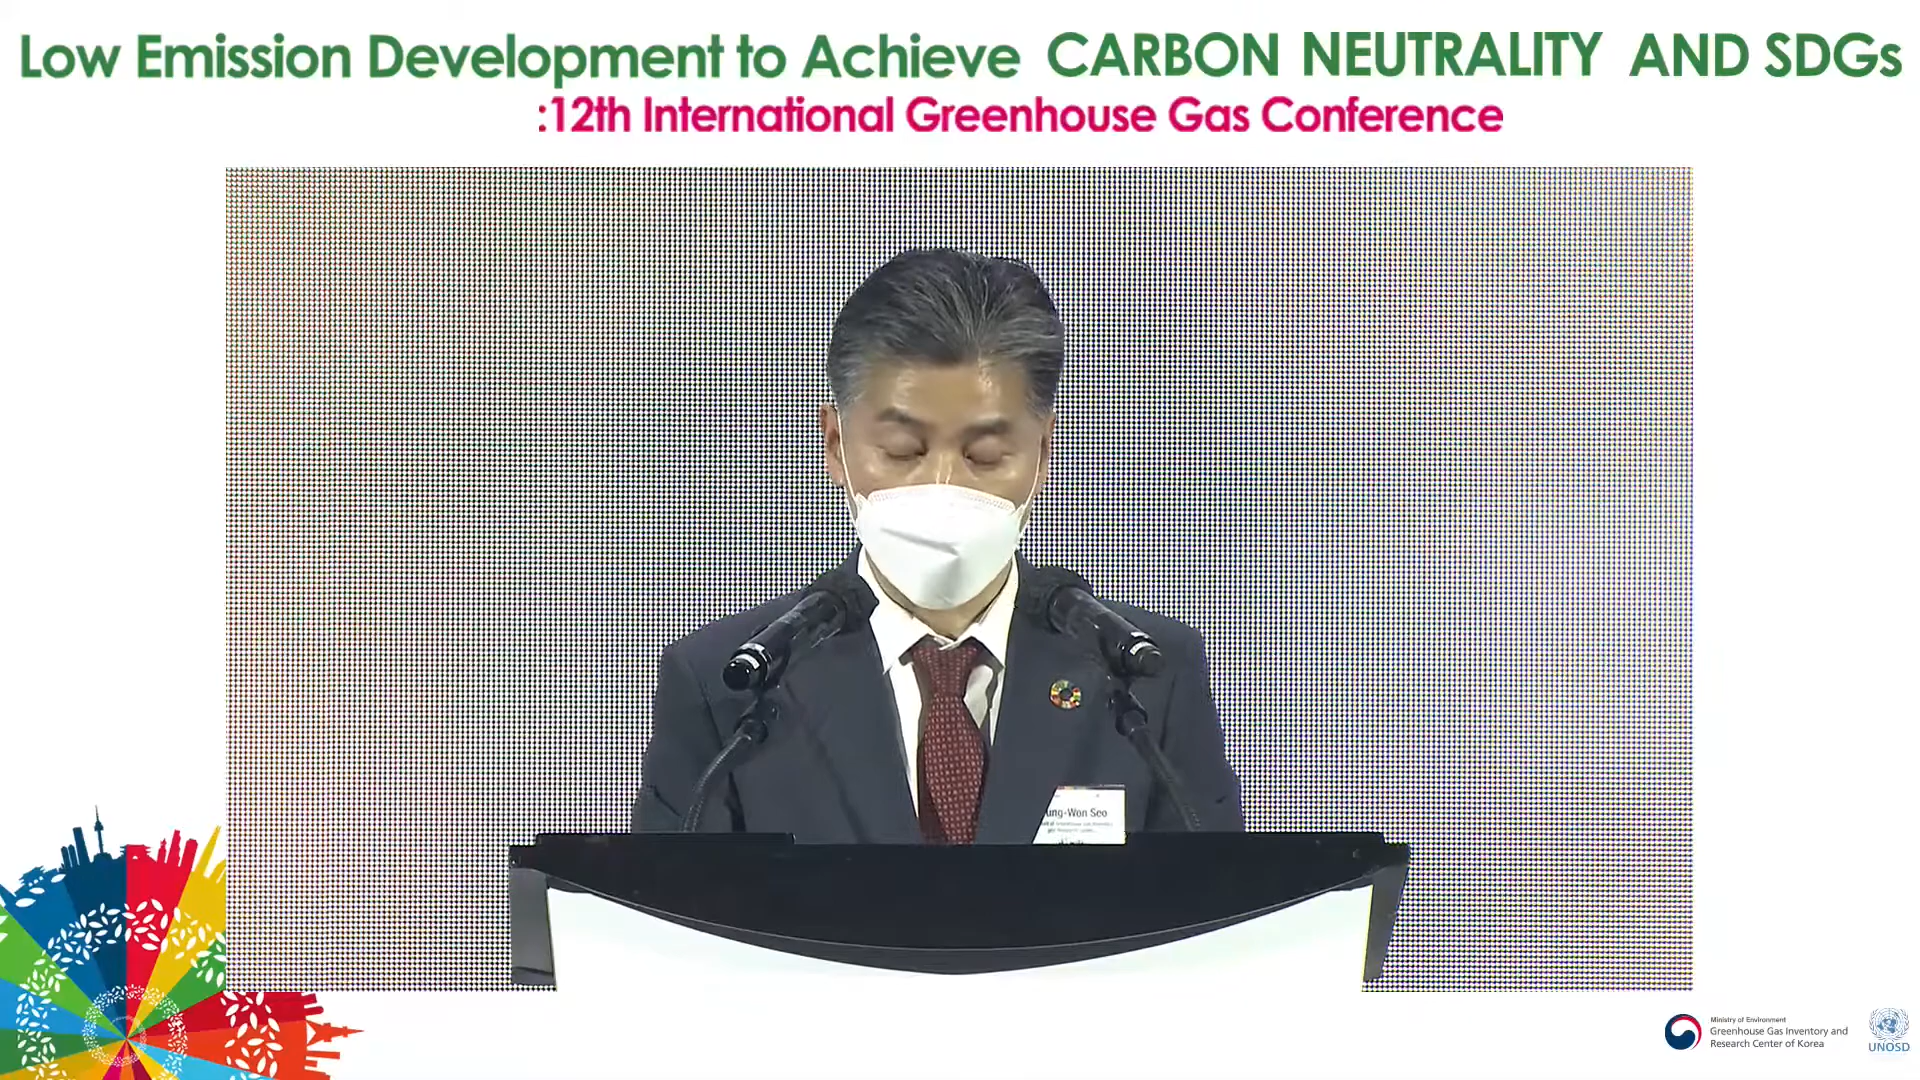 Low Emission Development to Achieve CARBON NEUTRALITY AND SDGs
:12th International Greenhouse Gas Conference
ung-Won Seo
Ministry of Environment
Greenhouse Gas Inventory and
Research Center of Korea
UNOSD